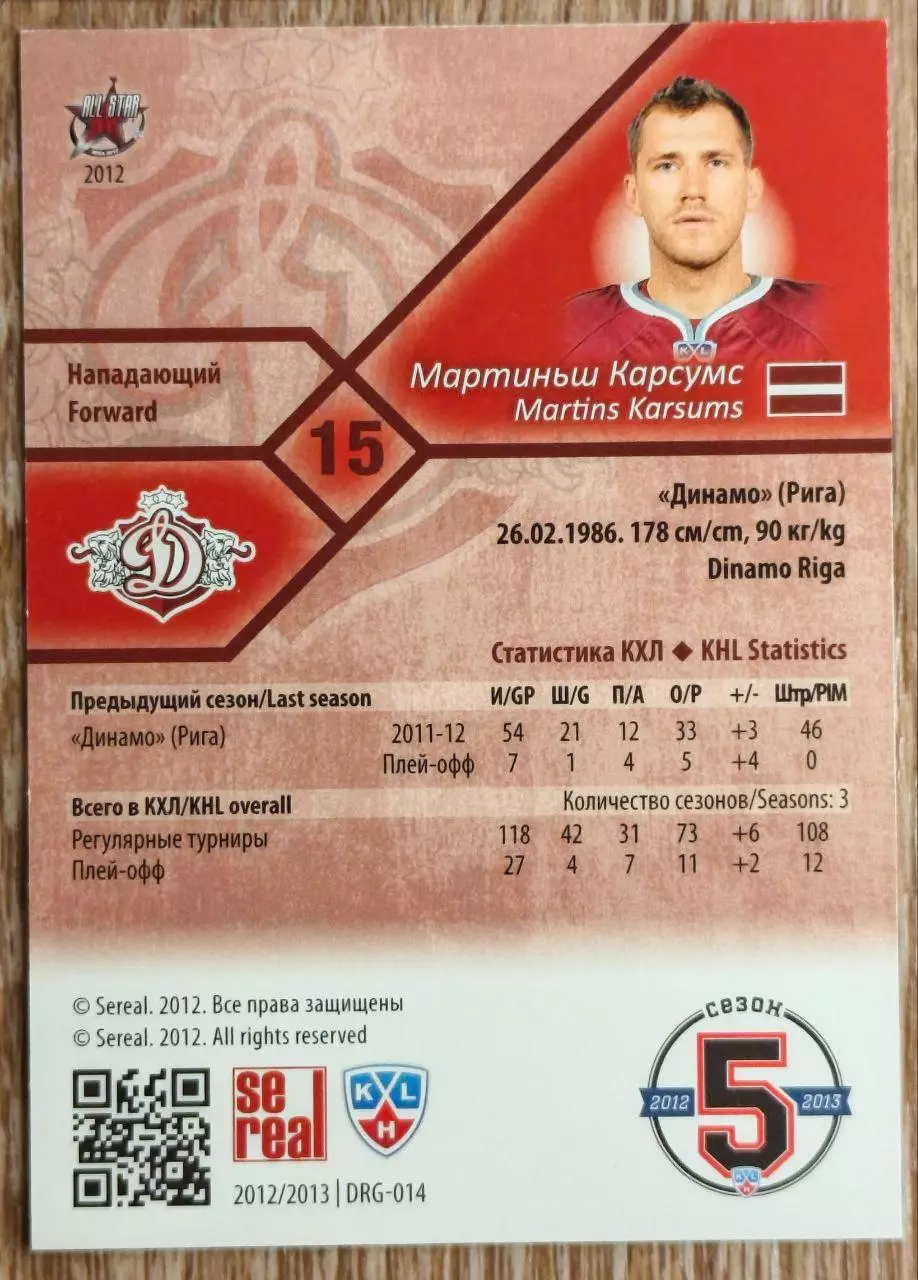 ALL STAR
2012
Нападающий
Forward
15
Мартиньш Карсумс
Martins Karsums
KXL
«Динамо» (Рига)
26.02.1986. 178 см/cm, 90 кг/kg
Dinamo Riga
Статистика КХЛ ◆ KHL Statistics
Предыдущий сезон/Last season И/GP Ш/G П/A О/P +/- Штр/PIM
«Динамо» (Рига) 2011-12 54 21 12 33 +3 46
Плей-офф 7 1 4 5 +4 0
Всего в КХЛ/KHL overall Количество сезонов/Seasons: 3
Регулярные турниры 118 42 31 73 +6 108
Плей-офф 27 4 7 11 +2 12
© Sereal. 2012. Все права защищены
© Sereal. 2012. All rights reserved
se real
KXL
H
2012/2013 | DRG-014
сезон
5
2012 2013
KXL
H